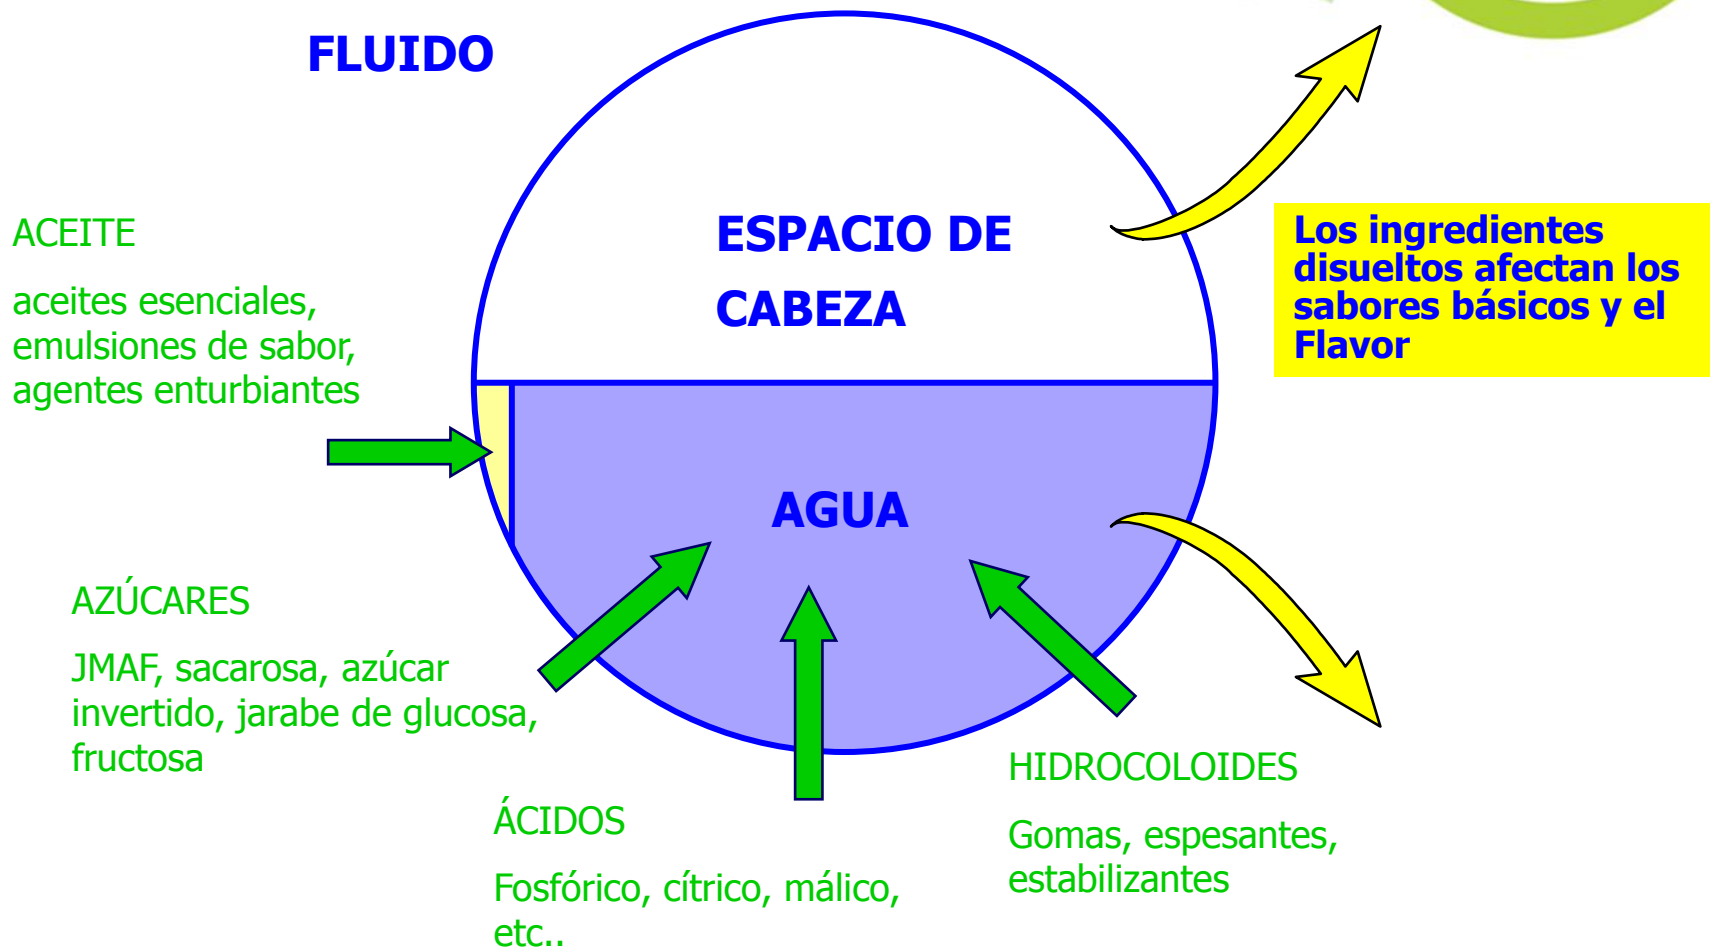 FLUIDO
ACEITE
aceites esenciales,
emulsiones de sabor,
agentes enturbiantes
ESPACIO DE
CABEZA
Los ingredientes
disueltos afectan los
sabores básicos y el
Flavor
AGUA
AZÚCARES
JMAF, sacarosa, azúcar
invertido, jarabe de glucosa,
fructosa
ÁCIDOS
Fosfórico, cítrico, málico,
etc..
HIDROCOLOIDES
Gomas, espesantes,
estabilizantes